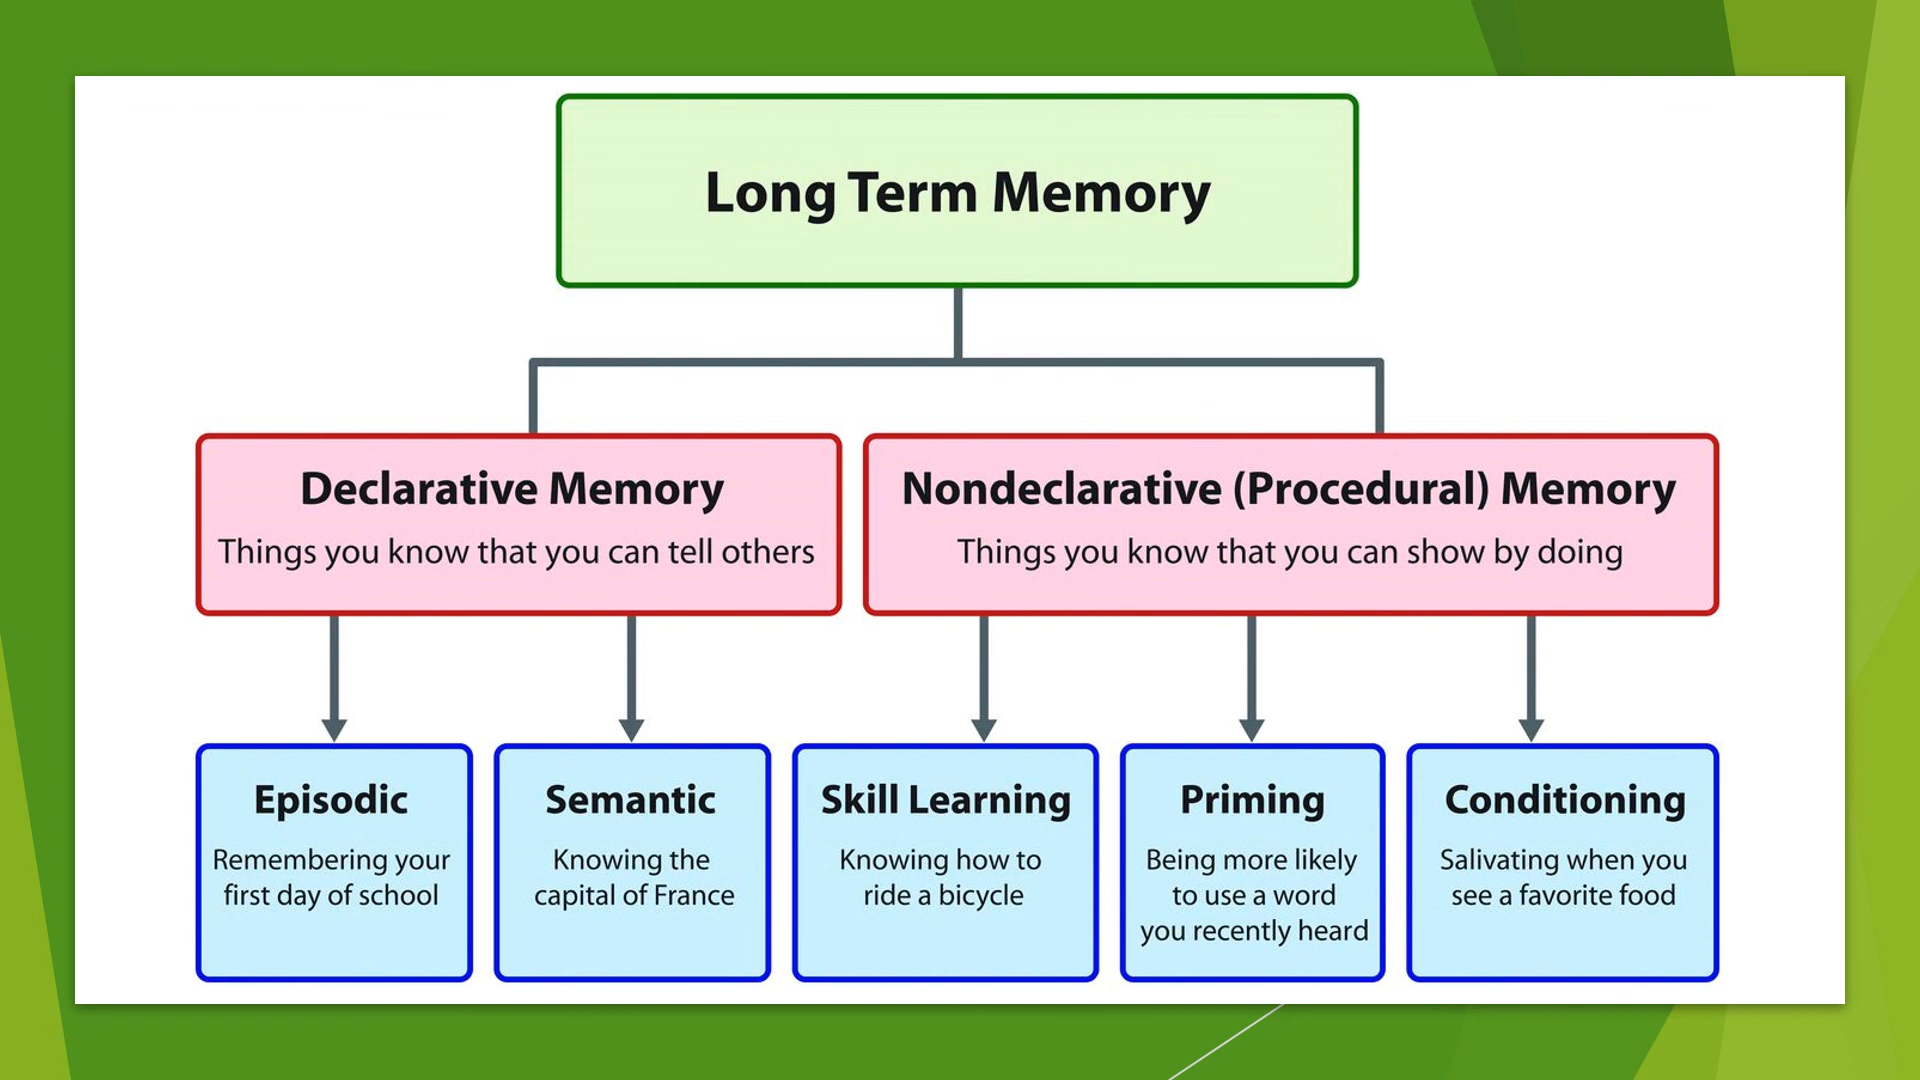 Long Term Memory
Declarative Memory
Things you know that you can tell others
Nondeclarative (Procedural) Memory
Things you know that you can show by doing
Episodic
Remembering your
first day of school
Semantic
Knowing the
capital of France
Skill Learning
Knowing how to
ride a bicycle
Priming
Being more likely
to use a word
you recently heard
Conditioning
Salivating when you
see a favorite food